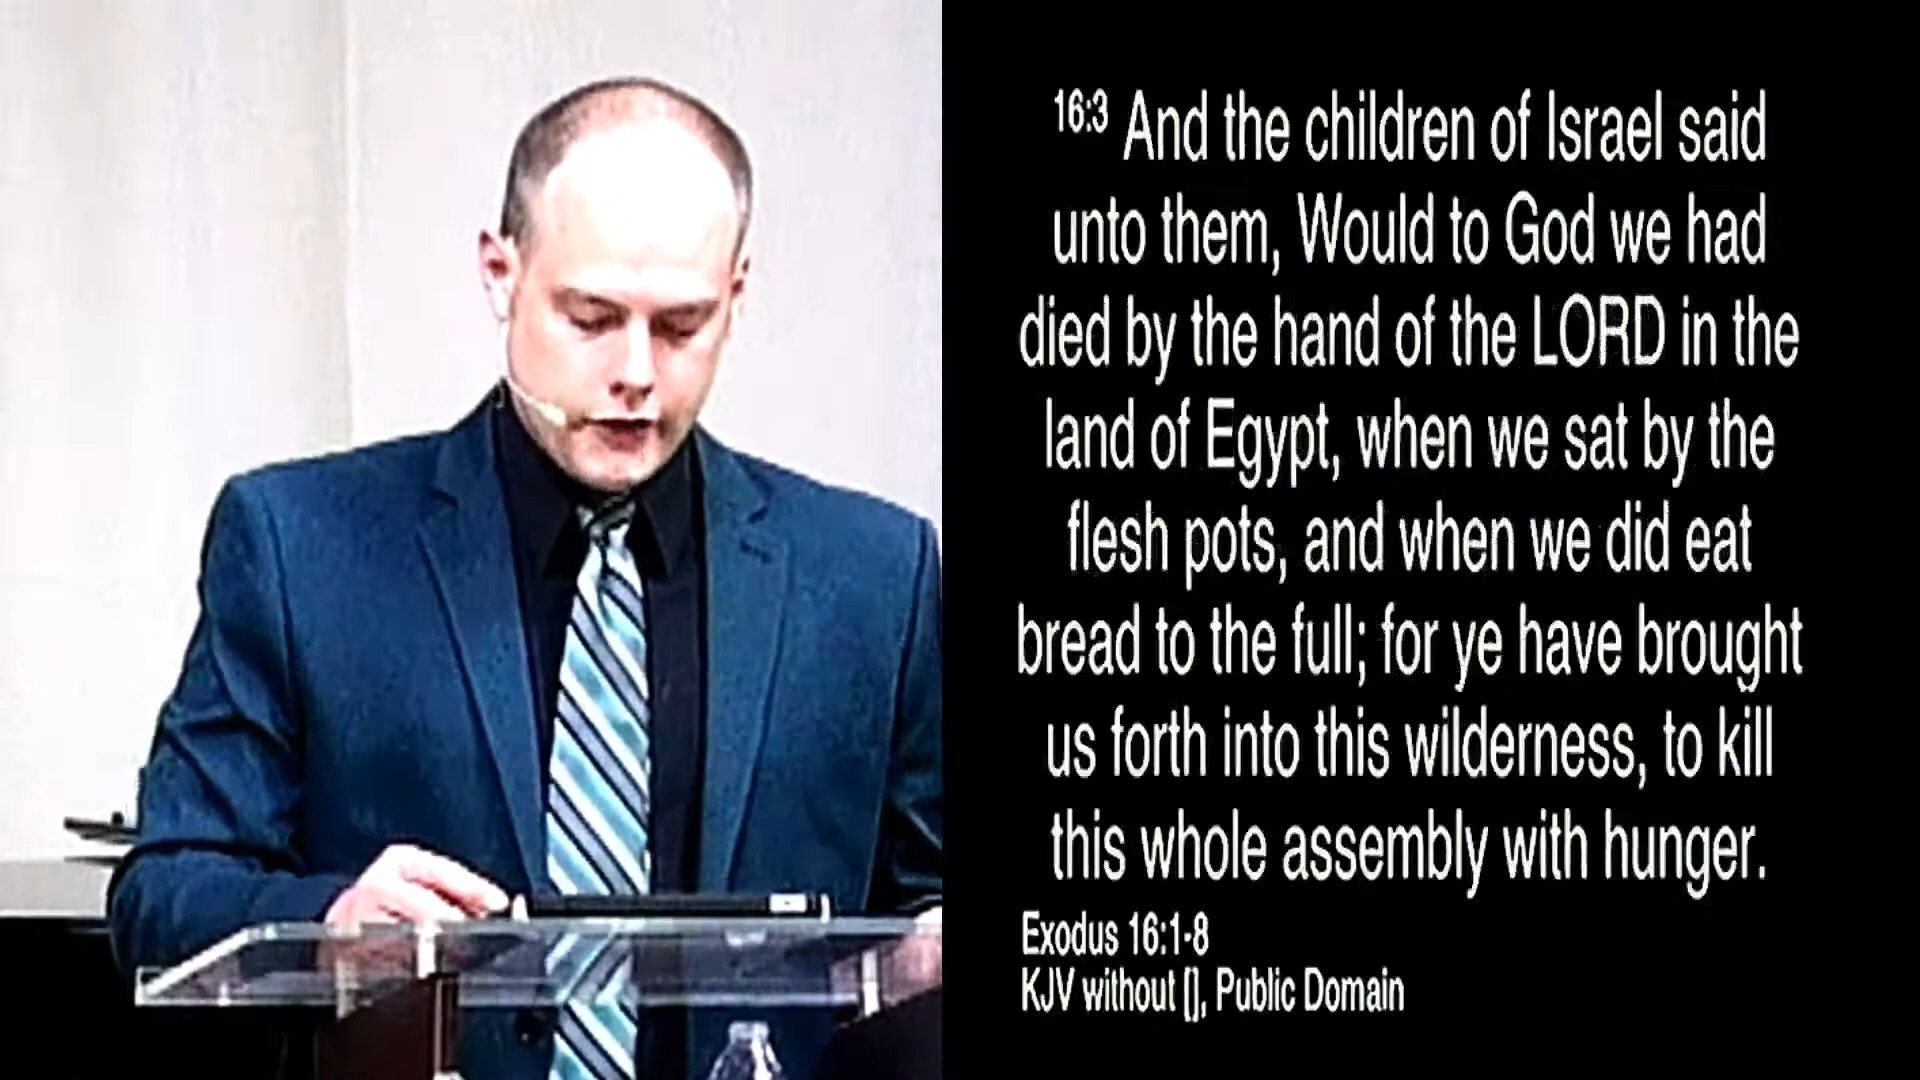 16:3 And the children of Israel said
unto them, Would to God we had
died by the hand of the LORD in the
land of Egypt, when we sat by the
flesh pots, and when we did eat
bread to the full; for ye have brought
us forth into this wilderness, to kill
this whole assembly with hunger.
Exodus 16:1-8
KJV without [], Public Domain